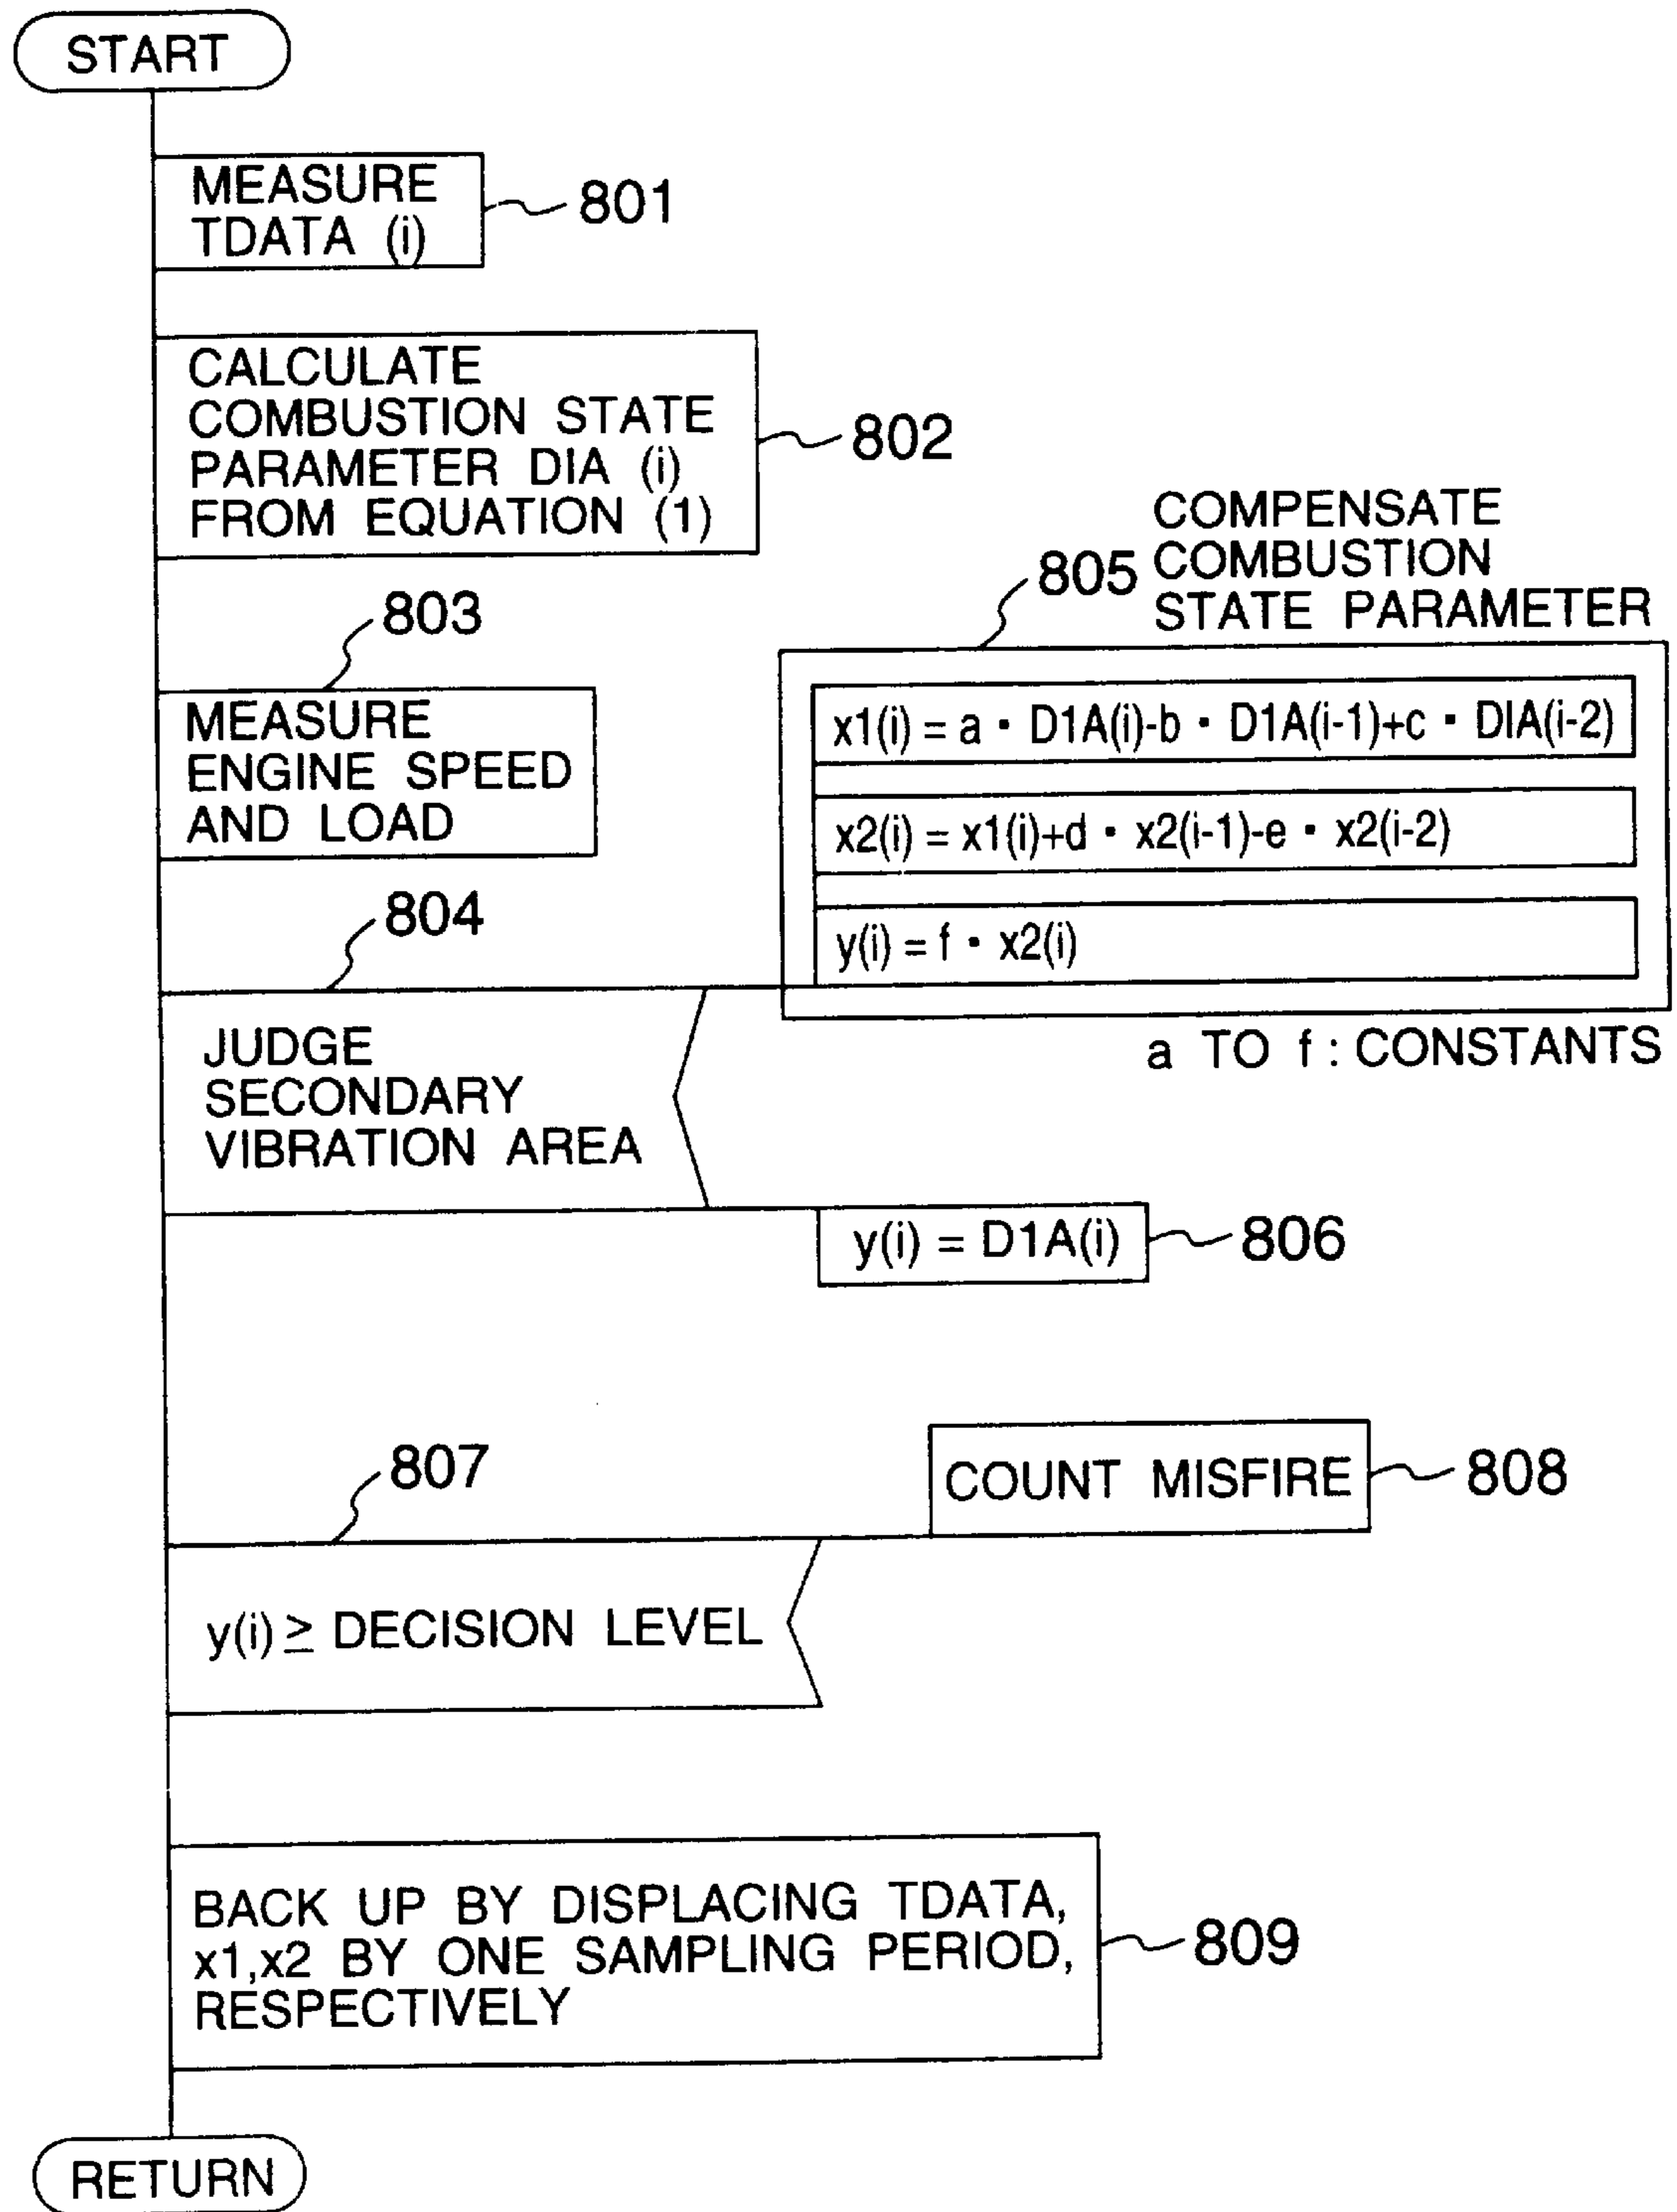 START
MEASURE
TDATA (i)
801
CALCULATE
COMBUSTION STATE
PARAMETER DIA (i)
FROM EQUATION (1)
802
803
MEASURE
ENGINE SPEED
AND LOAD
COMPENSATE
COMBUSTION
STATE PARAMETER
805
x1(i) = a · D1A(i)-b · D1A(i-1)+c · DIA(i-2)
x2(i) = x1(i)+d · x2(i-1)-e · x2(i-2)
y(i) = f · x2(i)
a TO f : CONSTANTS
804
JUDGE
SECONDARY
VIBRATION AREA
y(i) = D1A(i)
806
COUNT MISFIRE
808
807
y(i) ≥ DECISION LEVEL
BACK UP BY DISPLACING TDATA,
x1,x2 BY ONE SAMPLING PERIOD,
RESPECTIVELY
809
RETURN